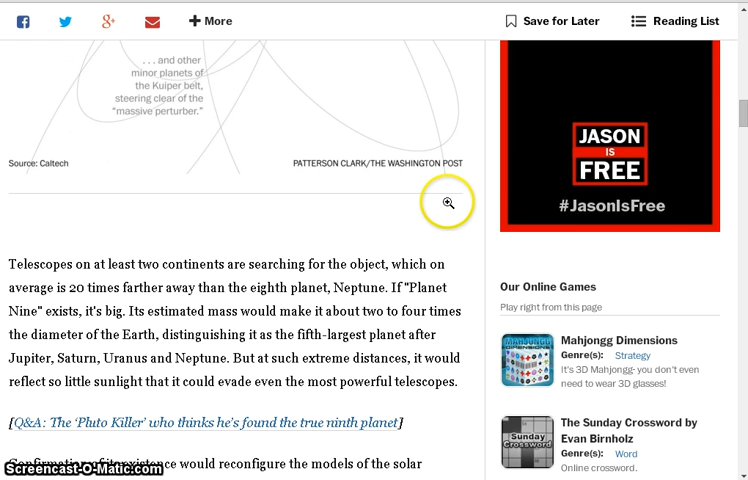 More
Save for Later
Reading List
. . . and other
minor planets of
the Kuiper belt,
steering clear of the
“massive perturber.”
Source: Caltech
PATTERSON CLARK/THE WASHINGTON POST
JASON
IS
FREE
#JasonIsFree
Telescopes on at least two continents are searching for the object, which on
average is 20 times farther away than the eighth planet, Neptune. If "Planet
Nine" exists, it's big. Its estimated mass would make it about two to four times
the diameter of the Earth, distinguishing it as the fifth-largest planet after
Jupiter, Saturn, Uranus and Neptune. But at such extreme distances, it would
reflect so little sunlight that it could evade even the most powerful telescopes.
[Q&A: The ‘Pluto Killer’ who thinks he’s found the true ninth planet]
Confirmation of its existence would reconfigure the models of the solar
Our Online Games
Play right from this page
MAHJONGG
Mahjongg Dimensions
Genre(s): Strategy
It's 3D Mahjongg- you don't even
need to wear 3D glasses!
Sunday
Crossword
The Sunday Crossword by
Evan Birnholz
Genre(s): Word
Online crossword.
Screencast-O-Matic.com